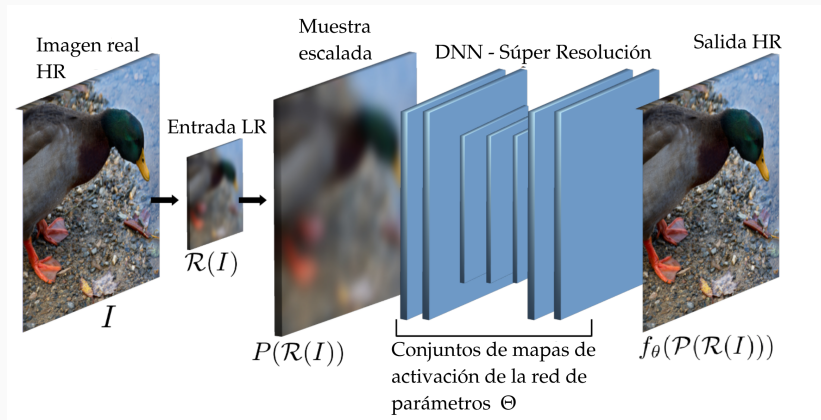 Imagen real
HR
Entrada LR
Muestra
escalada
DNN - Súper Resolución
Salida HR
I
R(I)
P(R(I))
Conjuntos de mapas de
activación de la red de
parámetros Θ
f_θ(P(R(I)))